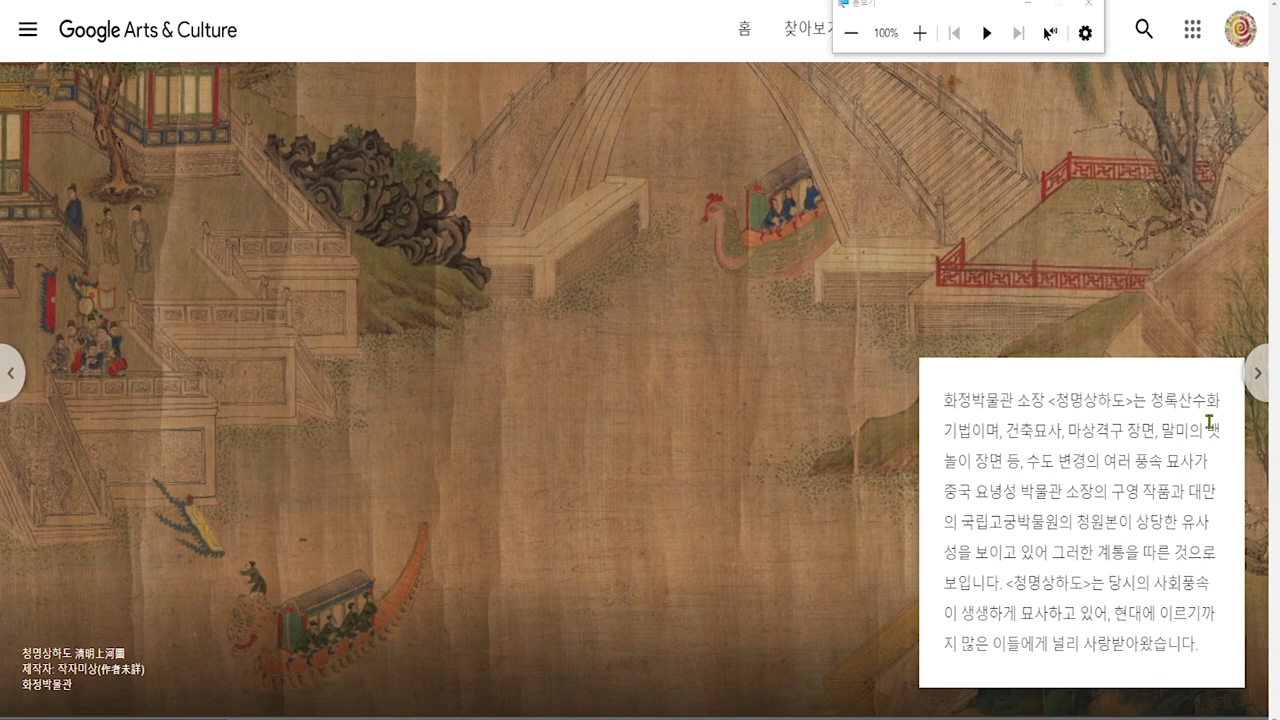 Google Arts & Culture
홈
찾아보기
돋보기
100%
화정박물관 소장 <청명상하도>는 청록산수화
기법이며, 건축묘사, 마상격구 장면, 말미의 뱃
놀이 장면 등, 수도 변경의 여러 풍속 묘사가
중국 요녕성 박물관 소장의 구영 작품과 대만
의 국립고궁박물원의 청원본이 상당한 유사
성을 보이고 있어 그러한 계통을 따른 것으로
보입니다. <청명상하도>는 당시의 사회풍속
이 생생하게 묘사하고 있어, 현대에 이르기까
지 많은 이들에게 널리 사랑받아왔습니다.
청명상하도 淸明上河圖
제작자: 작자미상(作者未詳)
화정박물관